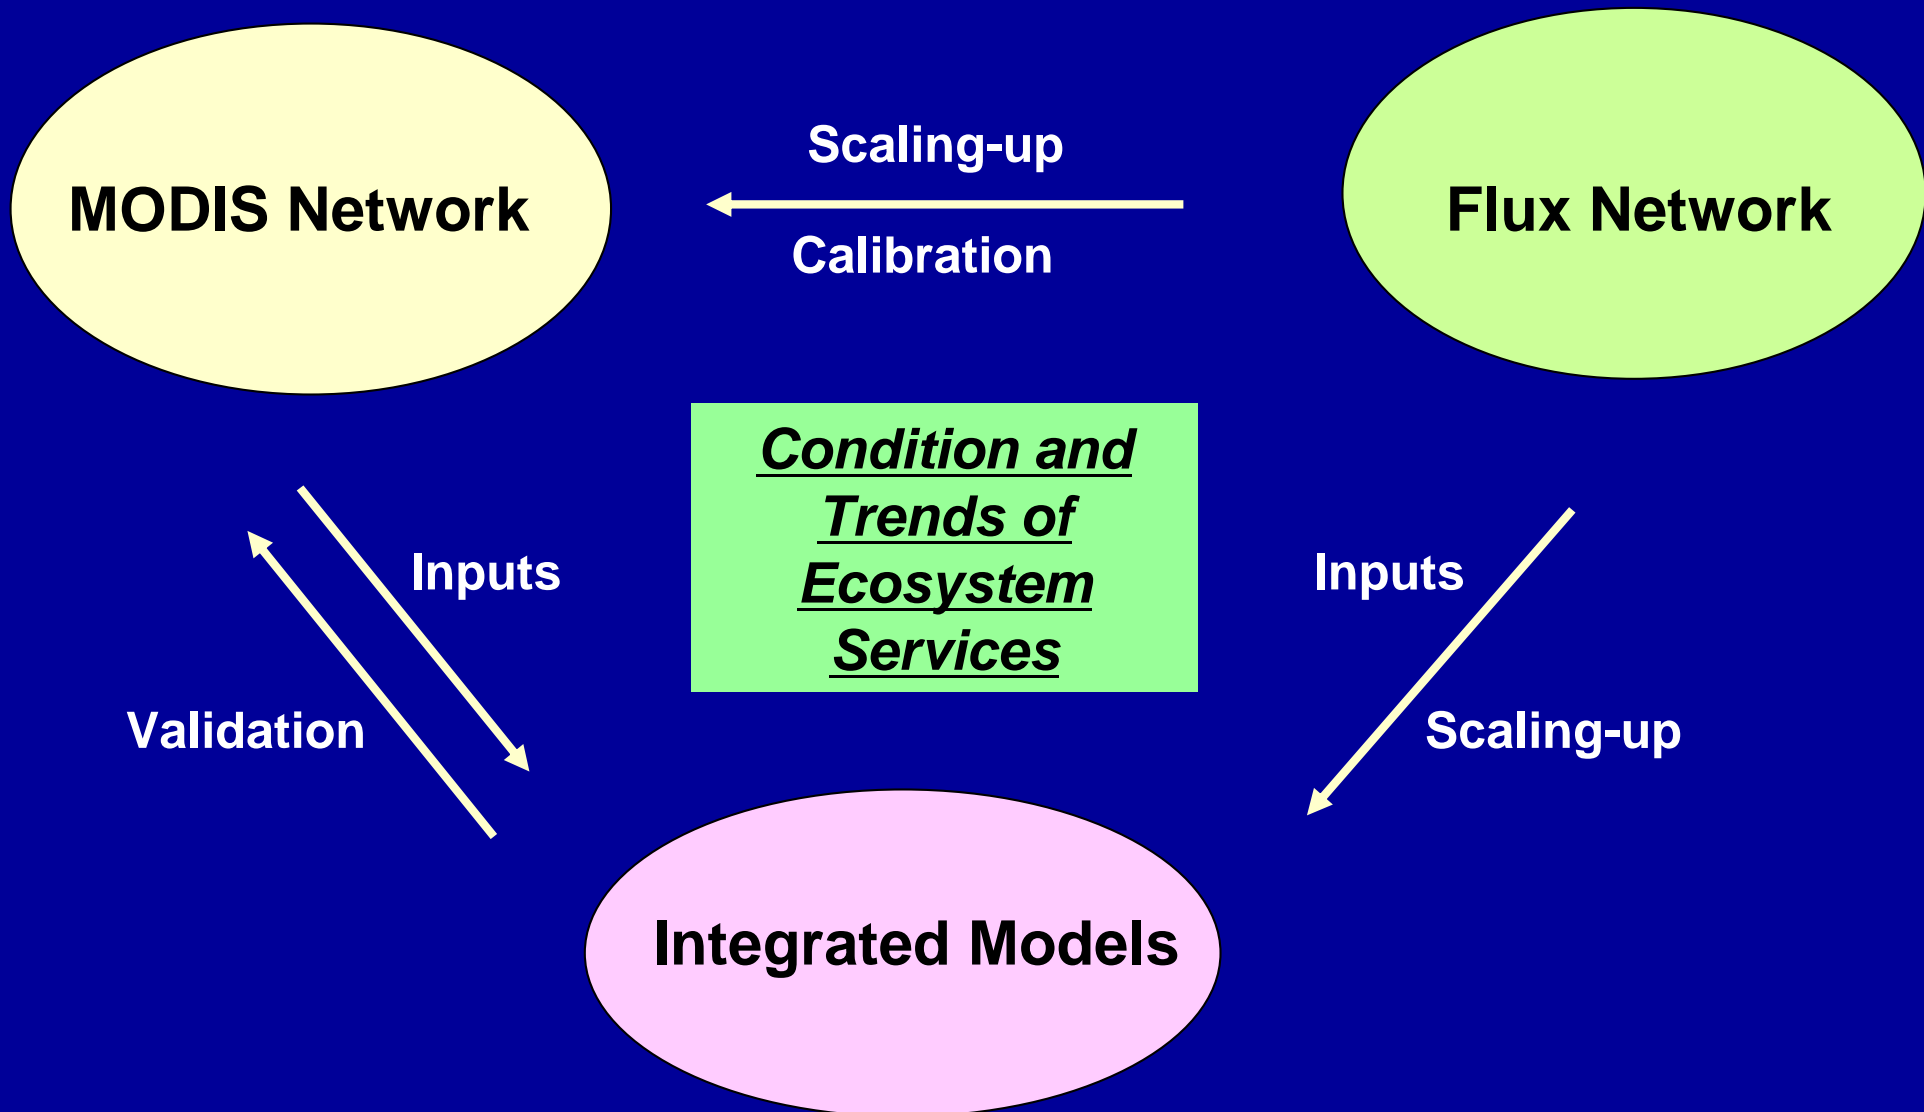 MODIS Network
Scaling-up
Calibration
Flux Network
Condition and
Trends of
Ecosystem
Services
Inputs
Validation
Inputs
Scaling-up
Integrated Models